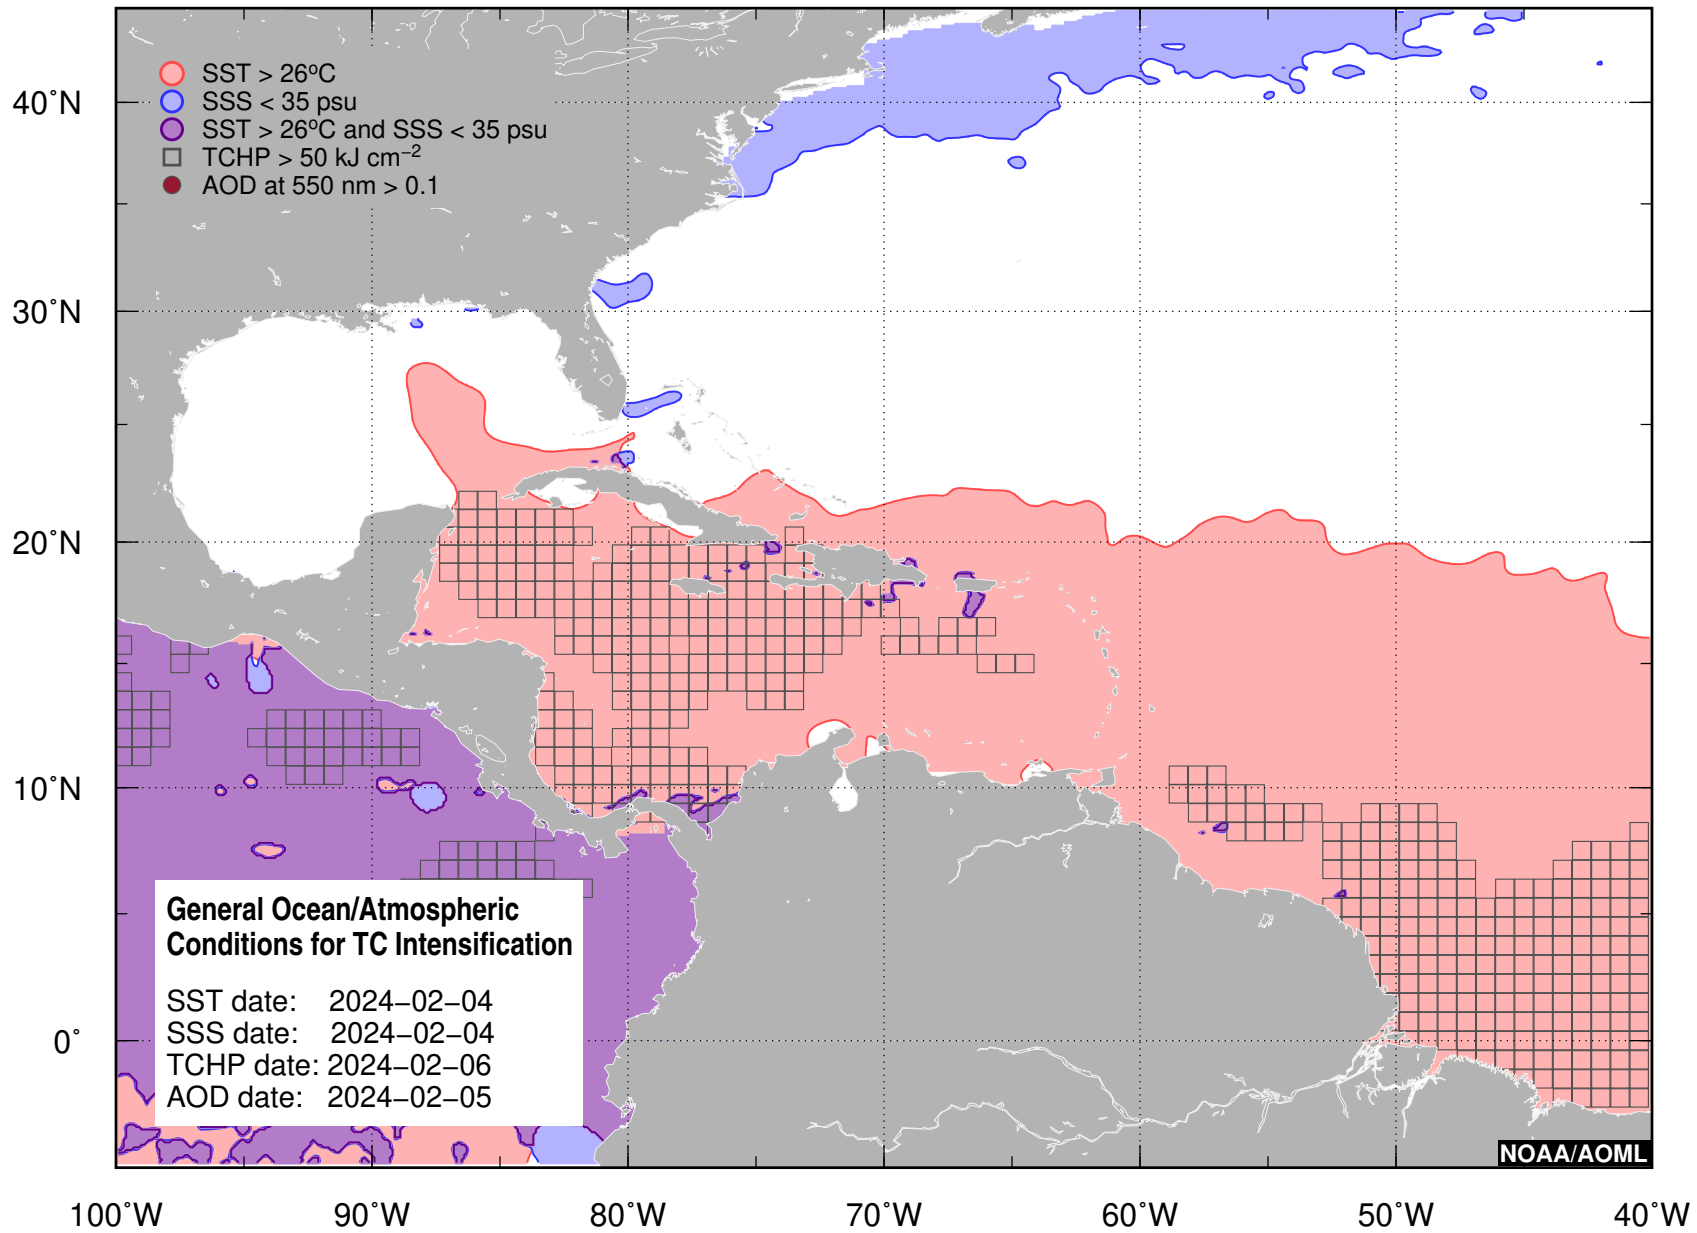 SST > 26ºC
SSS < 35 psu
SST > 26ºC and SSS < 35 psu
TCHP > 50 kJ cm⁻²
AOD at 550 nm > 0.1
40˚N
30˚N
20˚N
10˚N
0˚
General Ocean/Atmospheric
Conditions for TC Intensification
SST date: 2024−02−04
SSS date: 2024−02−04
TCHP date: 2024−02−06
AOD date: 2024−02−05
NOAA/AOML
100˚W 90˚W 80˚W 70˚W 60˚W 50˚W 40˚W